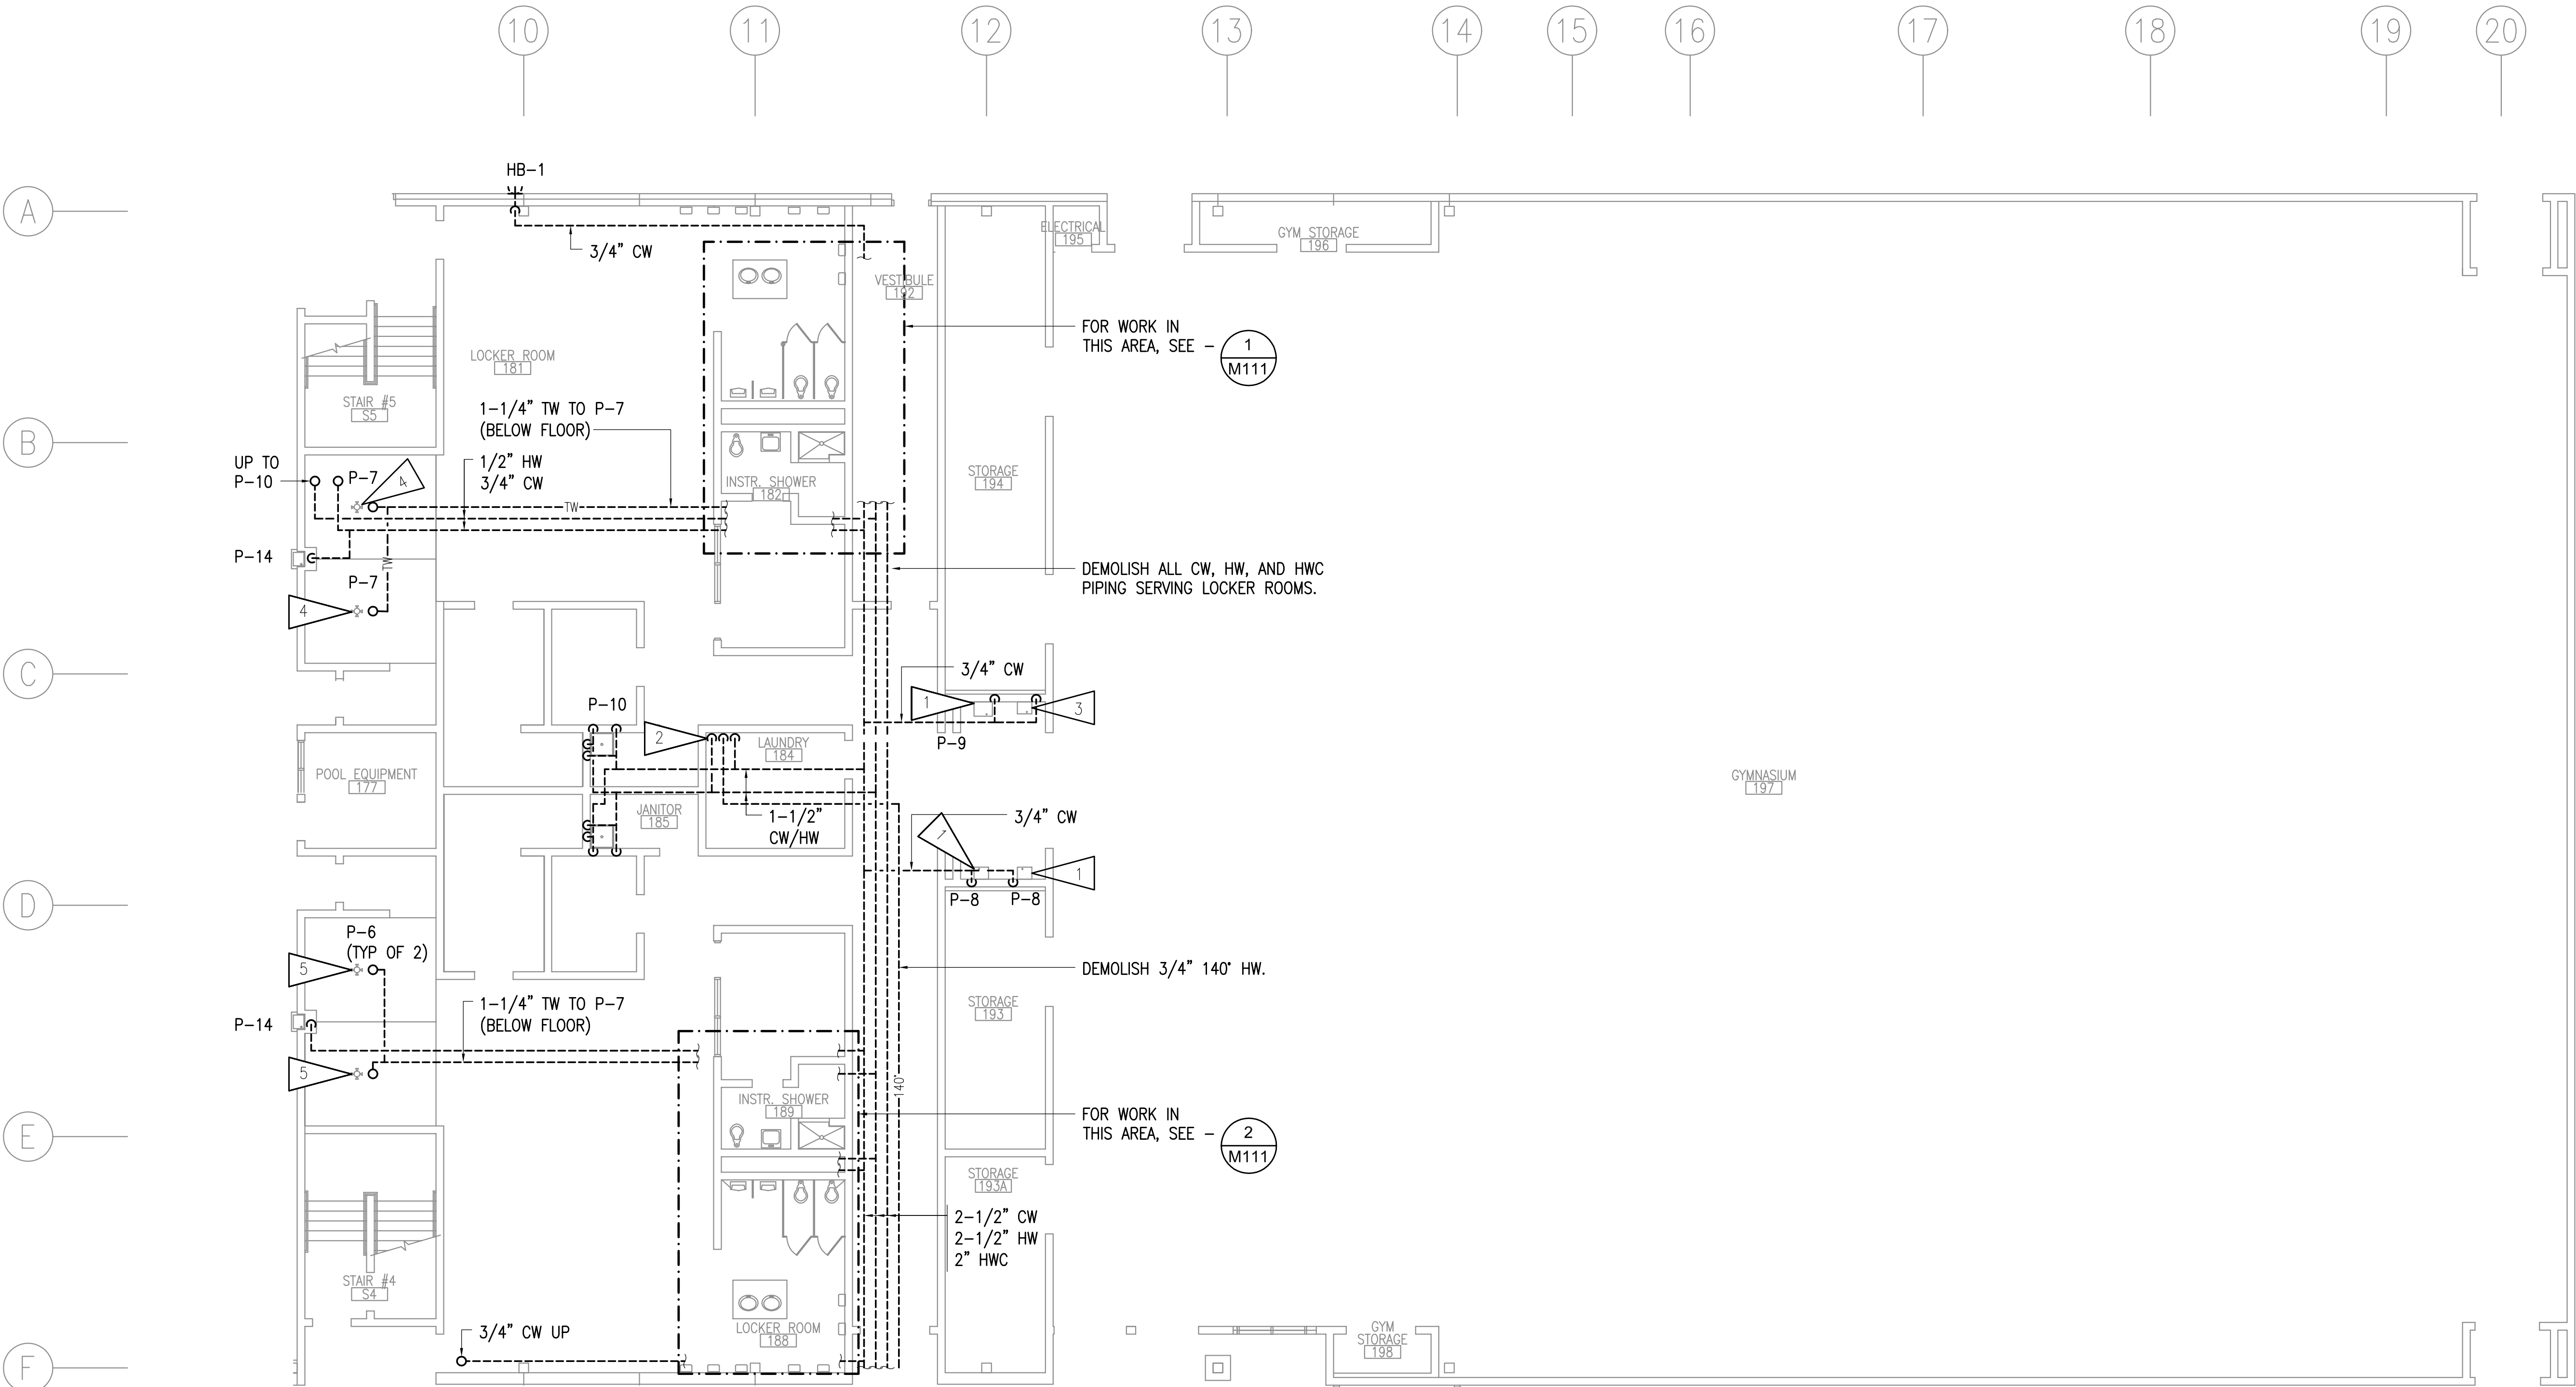 10
11
12
13
14
15
16
17
18
19
20
HB-1
A
3/4" CW
ELECTRICAL
195
GYM STORAGE
196
VESTIBULE
192
FOR WORK IN
THIS AREA, SEE -
1
M111
LOCKER ROOM
181
STAIR #5
S5
1-1/4" TW TO P-7
(BELOW FLOOR)
B
UP TO
P-10
P-7
4
1/2" HW
3/4" CW
INSTR. SHOWER
182
STORAGE
194
TW
P-14
TW
P-7
4
DEMOLISH ALL CW, HW, AND HWC
PIPING SERVING LOCKER ROOMS.
C
3/4" CW
1
3
P-9
P-10
2
LAUNDRY
184
POOL EQUIPMENT
177
GYMNASIUM
197
JANITOR
185
1-1/2"
CW/HW
3/4" CW
1
1
P-8
P-8
D
P-6
(TYP OF 2)
5
DEMOLISH 3/4" 140° HW.
1-1/4" TW TO P-7
(BELOW FLOOR)
P-14
STORAGE
193
5
140°
INSTR. SHOWER
189
FOR WORK IN
THIS AREA, SEE -
2
M111
E
STORAGE
193A
2-1/2" CW
2-1/2" HW
2" HWC
STAIR #4
S4
3/4" CW UP
LOCKER ROOM
188
GYM
STORAGE
198
F